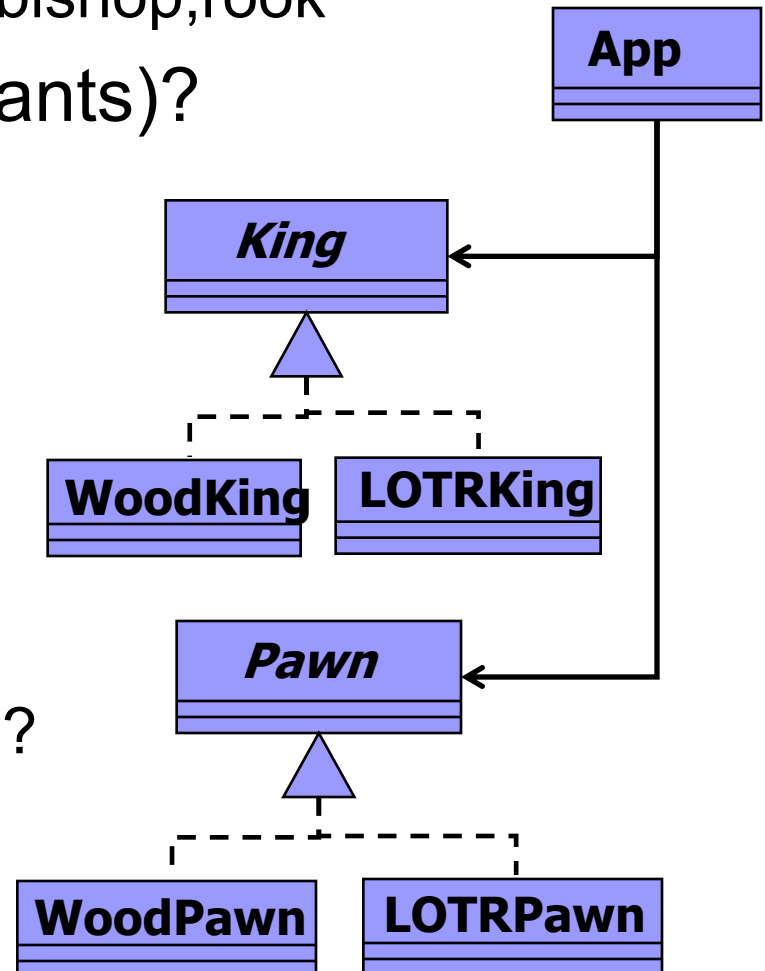 bishop,rook
App
ants)?
King
WoodKing LOTRKing
Pawn
?
WoodPawn LOTRPawn